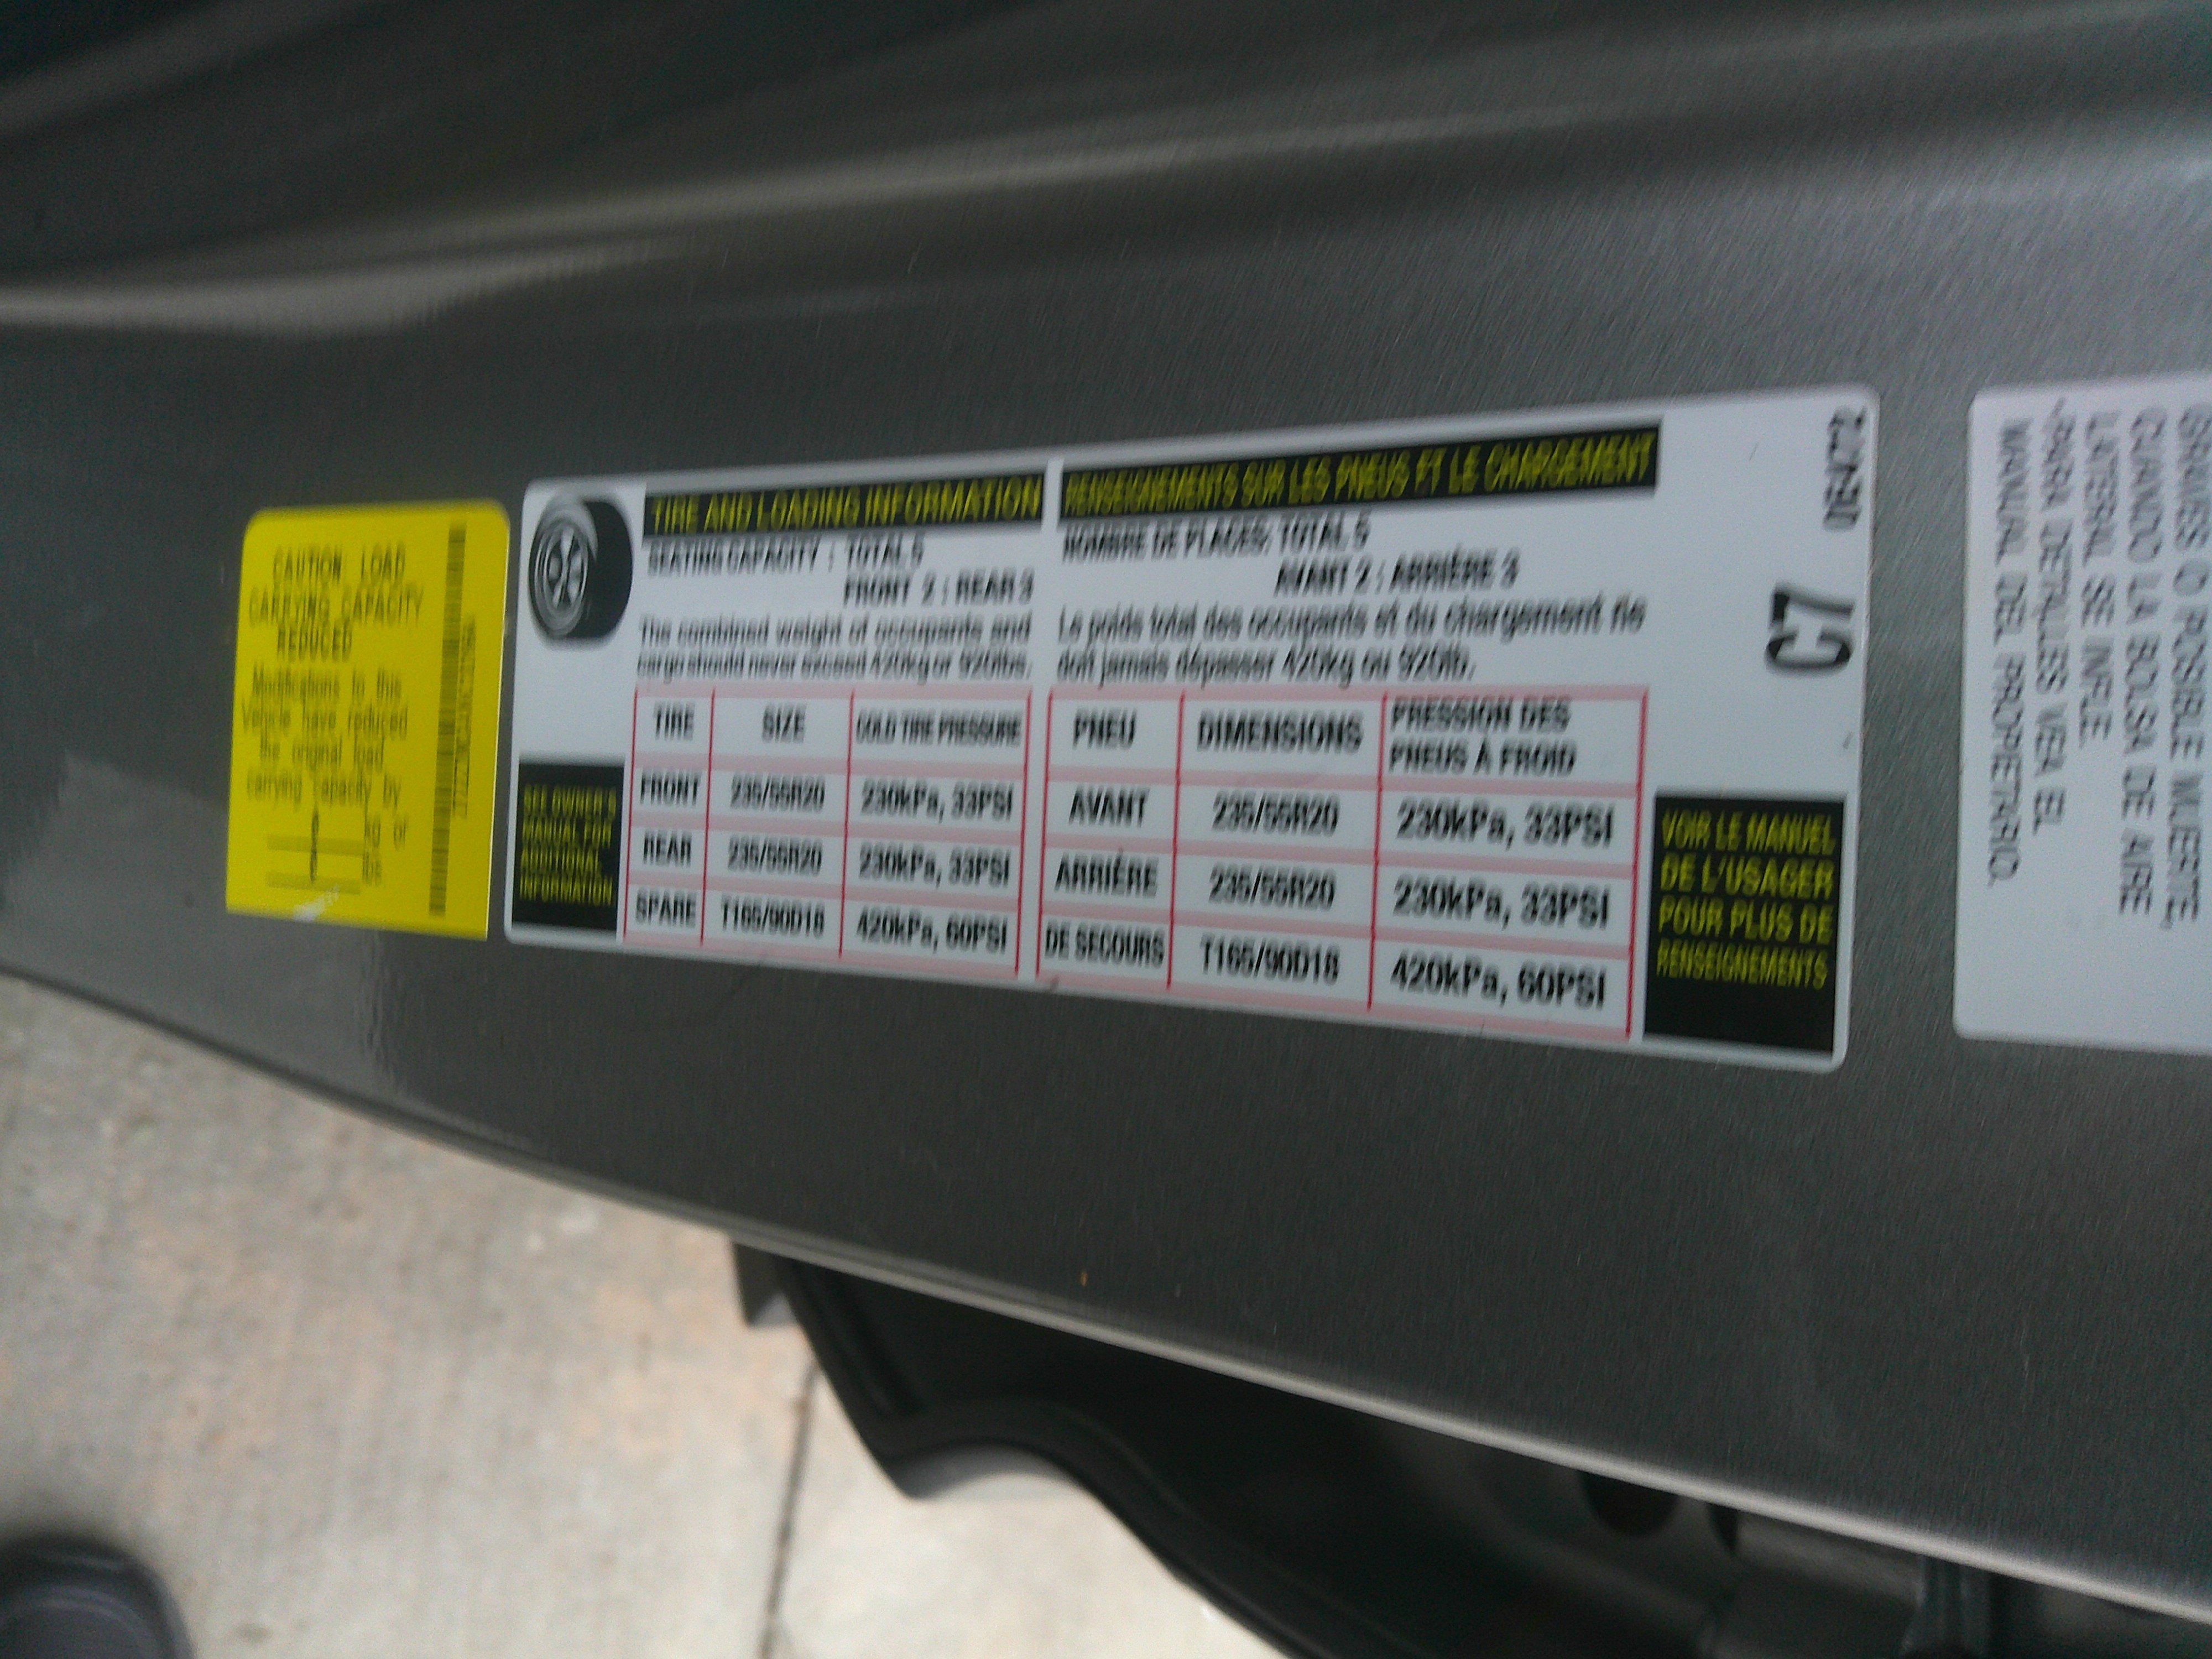 CAUTION LOAD
CARRYING CAPACITY
REDUCED
Modifications to this
Vehicle have reduced
the original load
carrying capacity by
kg or
lbs
TIRE AND LOADING INFORMATION
SEATING CAPACITY : TOTAL 5
FRONT 2 : REAR 3
The combined weight of occupants and
cargo should never exceed 420kg or 920lbs.
TIRE SIZE COLD TIRE PRESSURE
FRONT 235/55R20 230kPa, 33PSI
REAR 235/55R20 230kPa, 33PSI
SPARE T165/90D18 420kPa, 60PSI
SEE OWNER'S
MANUAL FOR
ADDITIONAL
INFORMATION
RENSEIGNEMENTS SUR LES PNEUS ET LE CHARGEMENT
NOMBRE DE PLACES: TOTAL 5
AVANT 2 : ARRIÈRE 3
Le poids total des occupants et du chargement ne
doit jamais dépasser 420kg ou 920lb.
PNEU DIMENSIONS PRESSION DES
PNEUS À FROID
AVANT 235/55R20 230kPa, 33PSI
ARRIÈRE 235/55R20 230kPa, 33PSI
DE SECOURS T165/90D18 420kPa, 60PSI
VOIR LE MANUEL
DE L'USAGER
POUR PLUS DE
RENSEIGNEMENTS
C7
GRAVES O POSIBLE MUERTE,
CUANDO LA BOLSA DE AIRE
LATERAL SE INFLE.
PARA DETALLES VEA EL
MANUAL DEL PROPIETARIO.